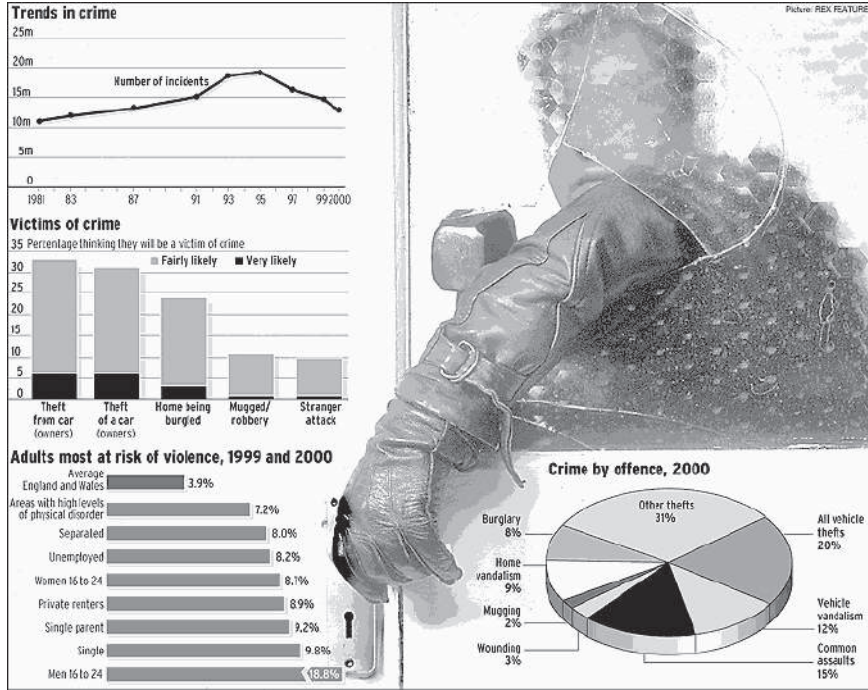 Picture: REX FEATURE
Trends in crime
25m
20m
15m
10m
5m
0
Number of incidents
1981 83 87 91 93 95 97 99 2000
Victims of crime
35 Percentage thinking they will be a victim of crime
Fairly likely Very likely
30
25
20
15
10
5
0
Theft from car (owners)
Theft of a car (owners)
Home being burgled
Mugged/ robbery
Stranger attack
Adults most at risk of violence, 1999 and 2000
Average
England and Wales 3.9%
Areas with high levels
of physical disorder 7.2%
Separated 8.0%
Unemployed 8.2%
Women 16 to 24 8.1%
Private renters 8.9%
Single parent 9.2%
Single 9.8%
Men 16 to 24 18.8%
Crime by offence, 2000
Other thefts
31%
All vehicle
thefts
20%
Vehicle
vandalism
12%
Common
assaults
15%
Wounding
3%
Mugging
2%
Home
vandalism
9%
Burglary
8%